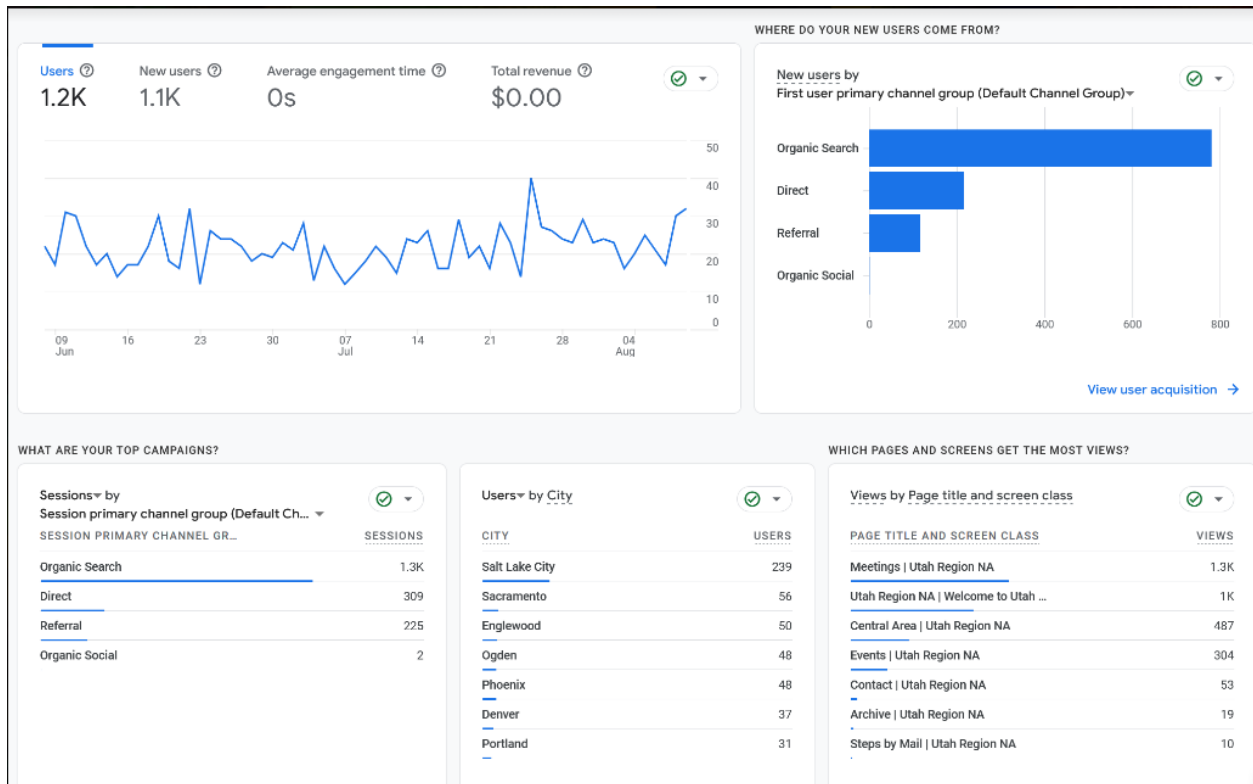 WHERE DO YOUR NEW USERS COME FROM?
Users
New users
Average engagement time
Total revenue
1.2K
1.1K
0s
$0.00
50
40
30
20
10
0
09
Jun
16
23
30
07
Jul
14
21
28
04
Aug
New users by
First user primary channel group (Default Channel Group)
Organic Search
Direct
Referral
Organic Social
0
200
400
600
800
View user acquisition
WHAT ARE YOUR TOP CAMPAIGNS?
Sessions by
Session primary channel group (Default Ch...
SESSION PRIMARY CHANNEL GR... SESSIONS
Organic Search 1.3K
Direct 309
Referral 225
Organic Social 2
Users by City
CITY USERS
Salt Lake City 239
Sacramento 56
Englewood 50
Ogden 48
Phoenix 48
Denver 37
Portland 31
WHICH PAGES AND SCREENS GET THE MOST VIEWS?
Views by Page title and screen class
PAGE TITLE AND SCREEN CLASS VIEWS
Meetings | Utah Region NA 1.3K
Utah Region NA | Welcome to Utah ... 1K
Central Area | Utah Region NA 487
Events | Utah Region NA 304
Contact | Utah Region NA 53
Archive | Utah Region NA 19
Steps by Mail | Utah Region NA 10